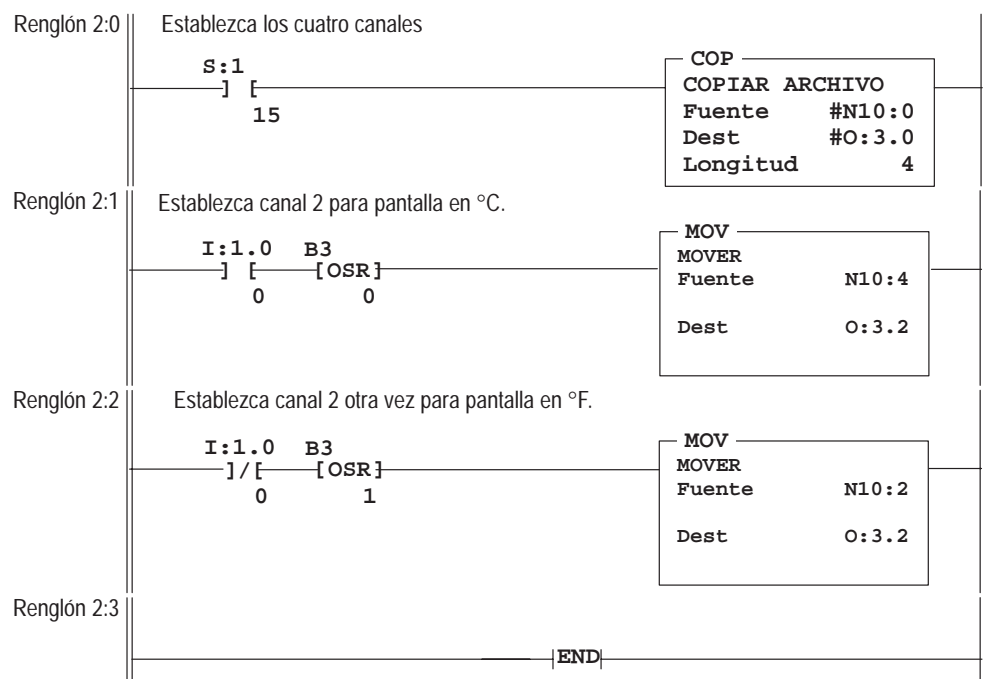 Renglón 2:0
Establezca los cuatro canales
S:1
] [
15
COP
COPIAR ARCHIVO
Fuente #N10:0
Dest #O:3.0
Longitud 4
Renglón 2:1
Establezca canal 2 para pantalla en °C.
I:1.0 B3
] [ [OSR]
0 0
MOV
MOVER
Fuente N10:4
Dest O:3.2
Renglón 2:2
Establezca canal 2 otra vez para pantalla en °F.
I:1.0 B3
]/[ [OSR]
0 1
MOV
MOVER
Fuente N10:2
Dest O:3.2
Renglón 2:3
END